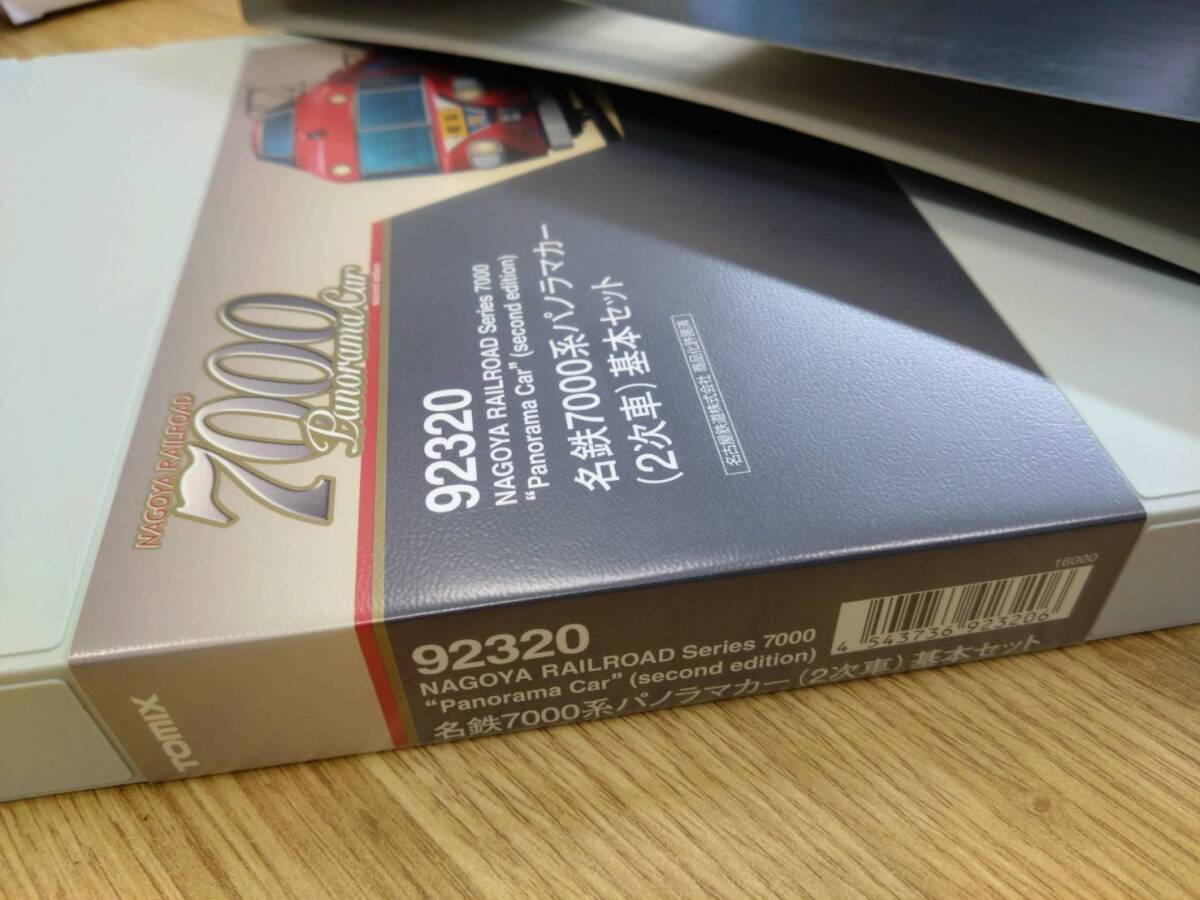 NAGOYA RAILROAD
7000
Panorama Car
second edition
92320
NAGOYA RAILROAD Series 7000
“Panorama Car” (second edition)
名鉄7000系パノラマカー
(2次車) 基本セット
名古屋鉄道株式会社 商品化許諾済
TOMIX
92320
NAGOYA RAILROAD Series 7000
“Panorama Car” (second edition)
名鉄7000系パノラマカー (2次車) 基本セット
16000
4 543736 923206